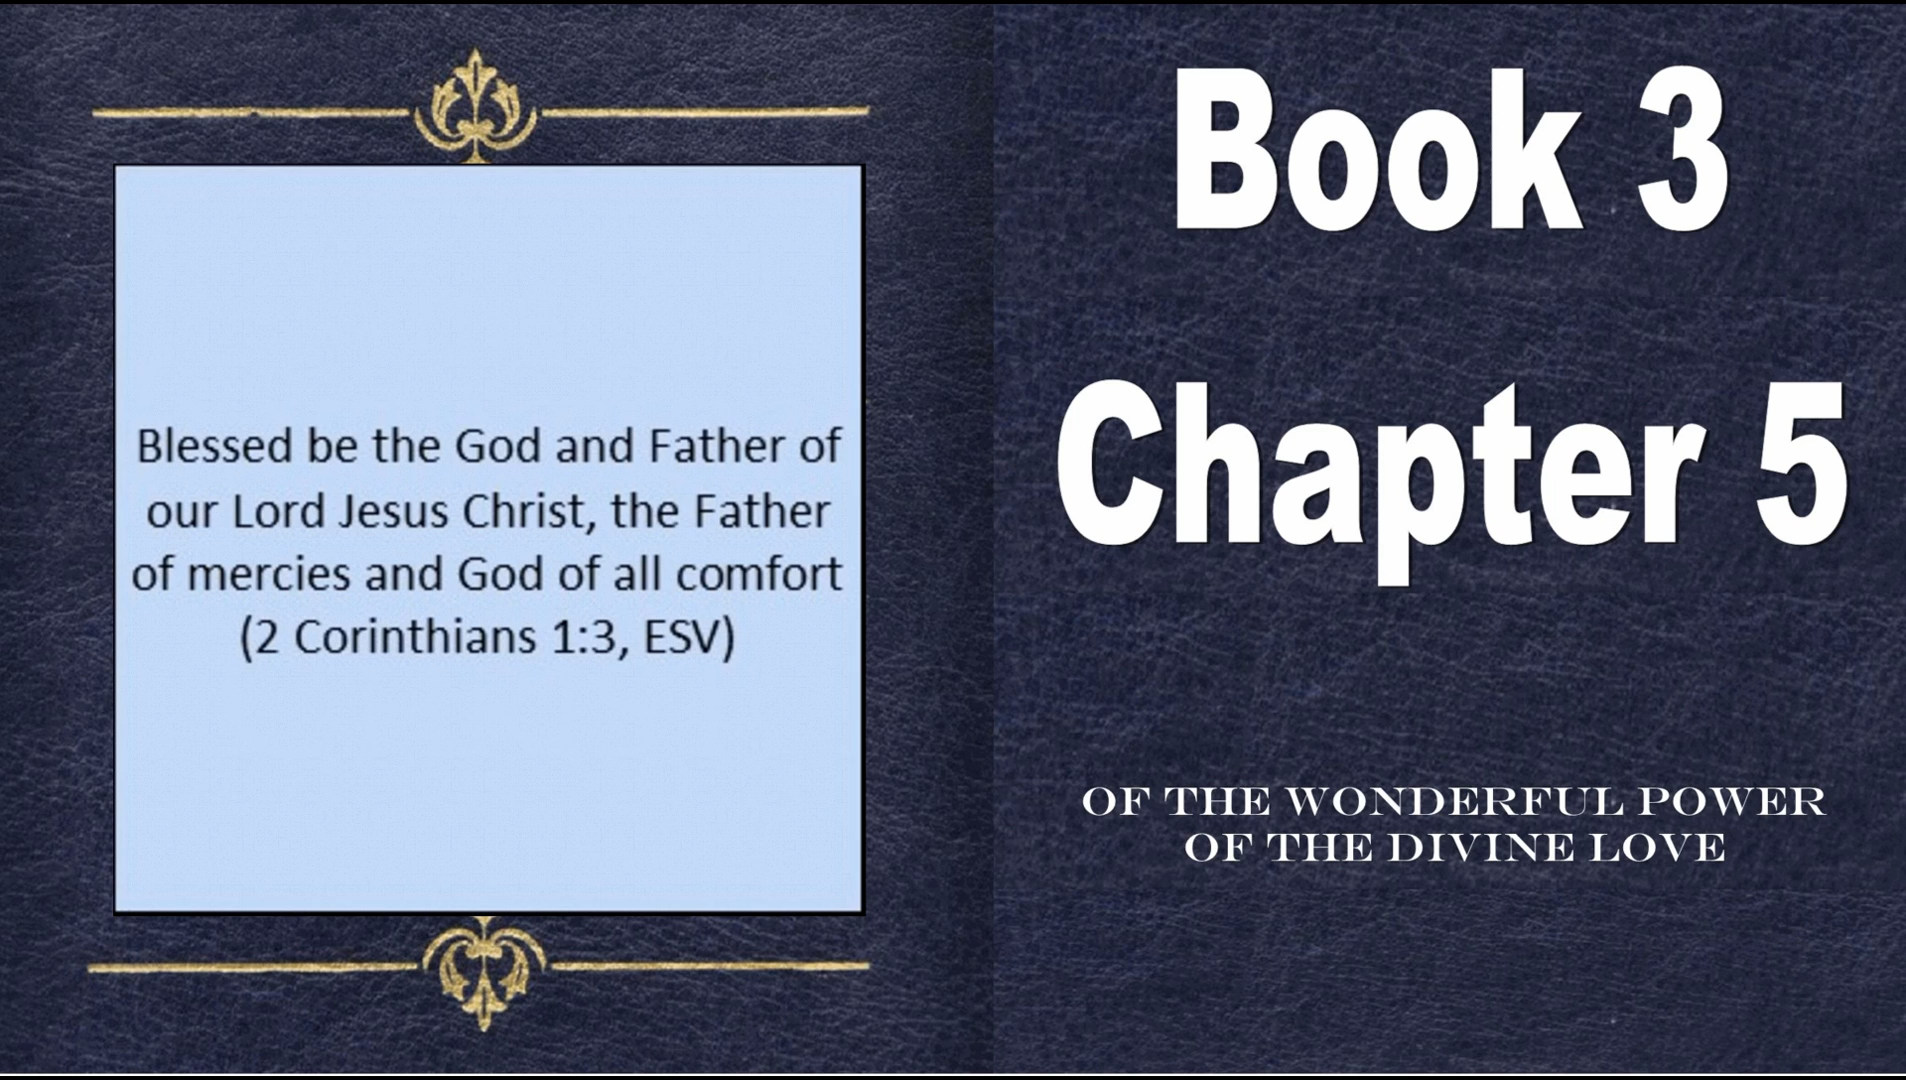 Blessed be the God and Father of
our Lord Jesus Christ, the Father
of mercies and God of all comfort
(2 Corinthians 1:3, ESV)
Book 3
Chapter 5
OF THE WONDERFUL POWER
OF THE DIVINE LOVE